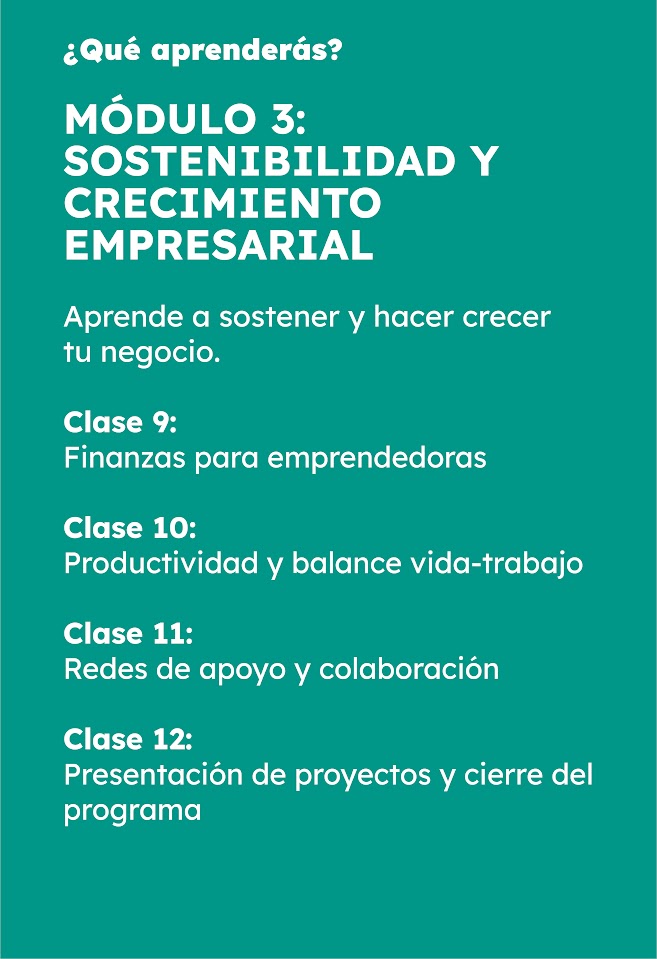 ¿Qué aprenderás?
MÓDULO 3:
SOSTENIBILIDAD Y
CRECIMIENTO
EMPRESARIAL
Aprende a sostener y hacer crecer
tu negocio.
Clase 9:
Finanzas para emprendedoras
Clase 10:
Productividad y balance vida-trabajo
Clase 11:
Redes de apoyo y colaboración
Clase 12:
Presentación de proyectos y cierre del
programa